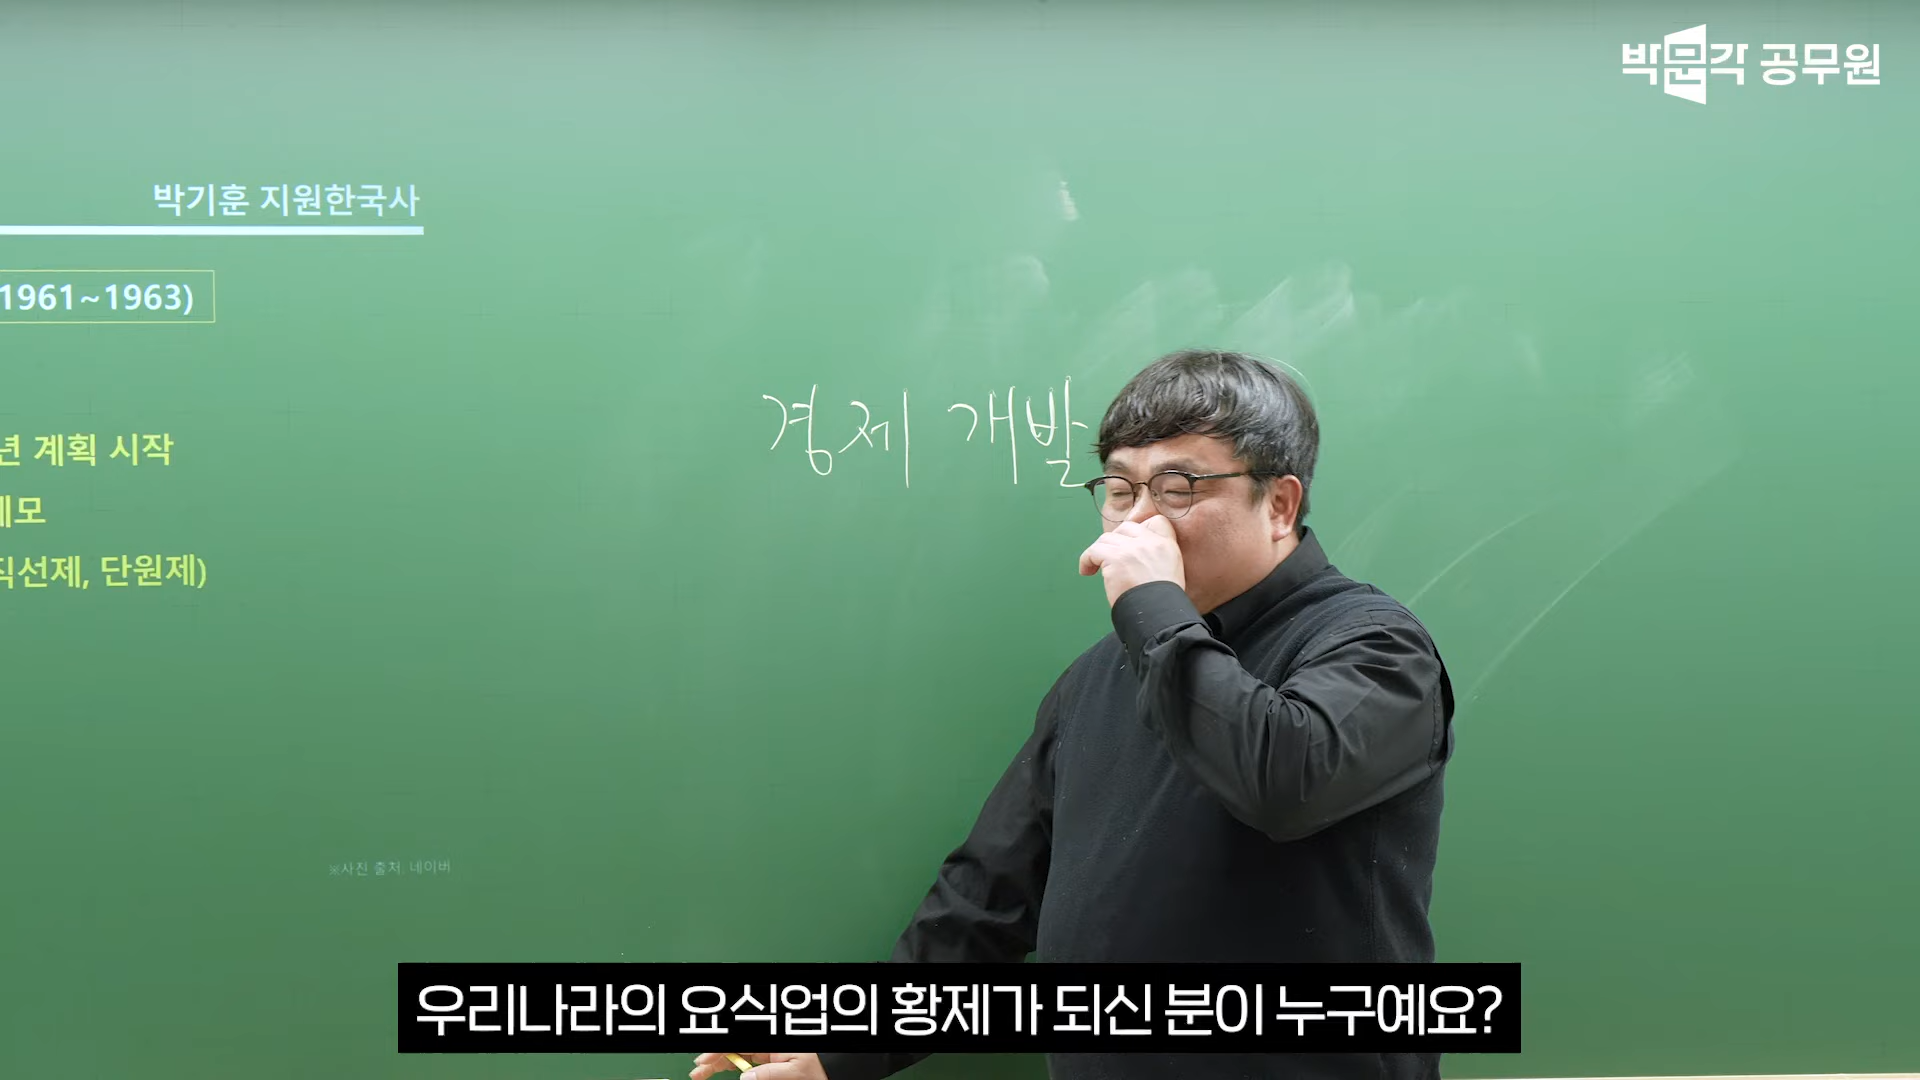 박문각 공무원
박기훈 지원한국사
1961~1963)
년 계획 시작
데모
직선제, 단원제)
경제 개발
※사진 출처: 네이버
우리나라의 요식업의 황제가 되신 분이 누구예요?